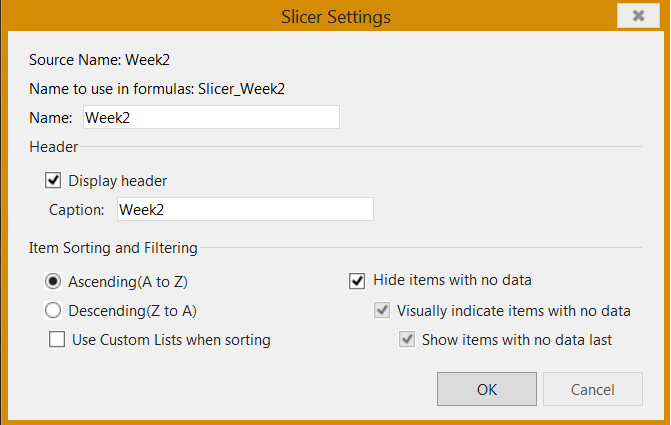 Slicer Settings
Source Name: Week2
Name to use in formulas: Slicer_Week2
Name: Week2
Header
Display header
Caption: Week2
Item Sorting and Filtering
Ascending(A to Z)
Hide items with no data
Descending(Z to A)
Visually indicate items with no data
Use Custom Lists when sorting
Show items with no data last
OK
Cancel